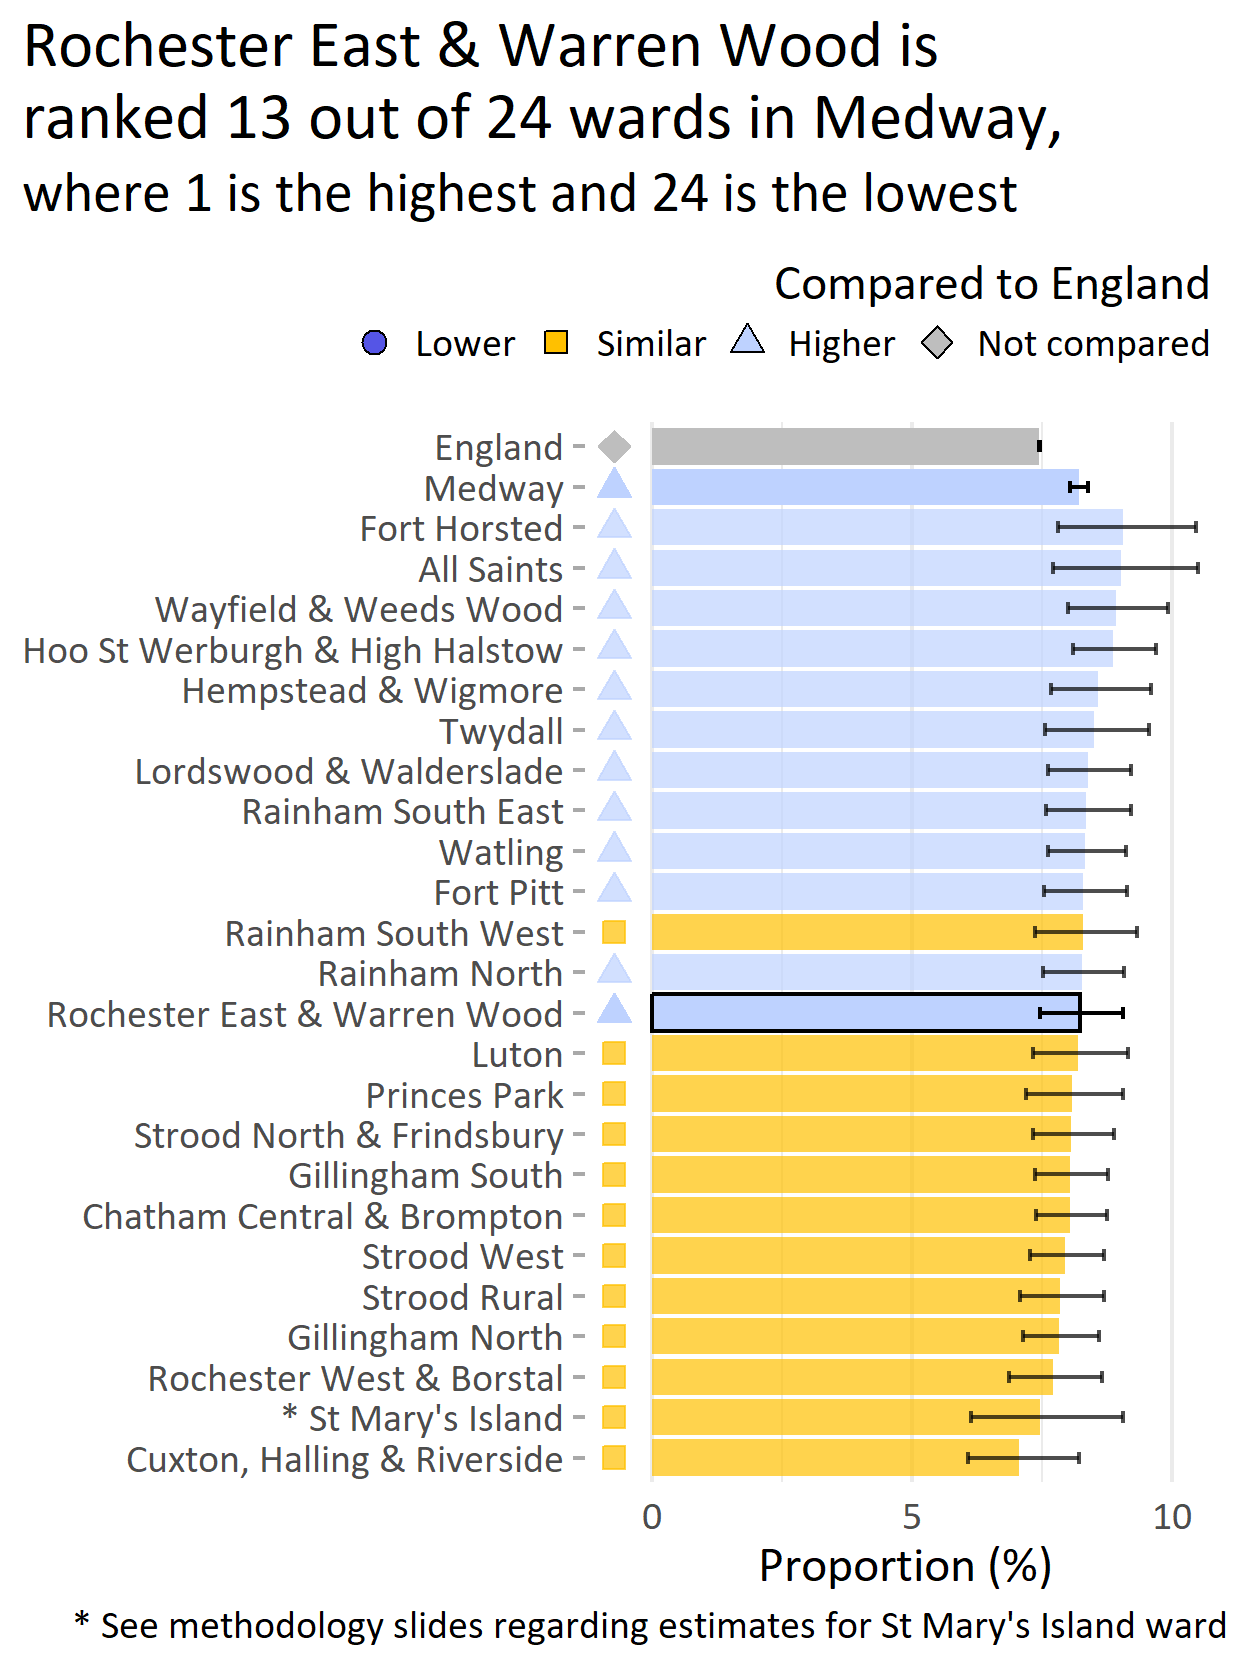 Rochester East & Warren Wood is
ranked 13 out of 24 wards in Medway,
where 1 is the highest and 24 is the lowest
Compared to England
Lower Similar Higher Not compared
England
Medway
Fort Horsted
All Saints
Wayfield & Weeds Wood
Hoo St Werburgh & High Halstow
Hempstead & Wigmore
Twydall
Lordswood & Walderslade
Rainham South East
Watling
Fort Pitt
Rainham South West
Rainham North
Rochester East & Warren Wood
Luton
Princes Park
Strood North & Frindsbury
Gillingham South
Chatham Central & Brompton
Strood West
Strood Rural
Gillingham North
Rochester West & Borstal
* St Mary's Island
Cuxton, Halling & Riverside
0 5 10
Proportion (%)
* See methodology slides regarding estimates for St Mary's Island ward